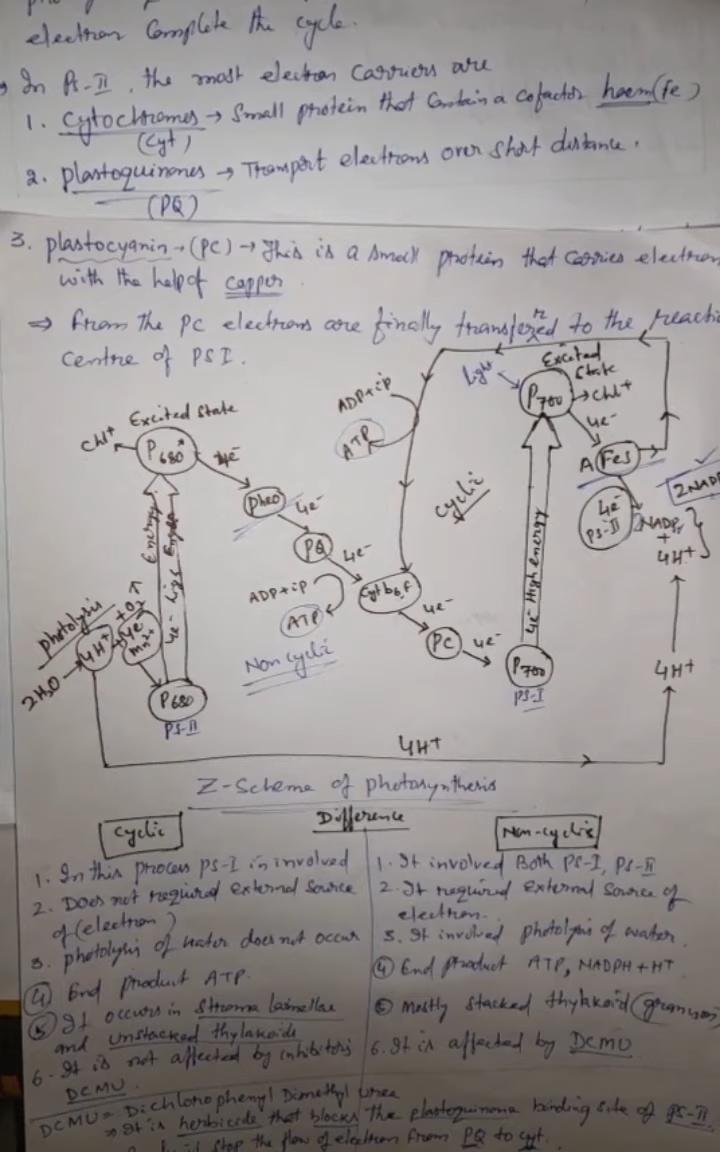 electron Complete the cycle.
→ In Ps-II, the most electron Carriers are
1. Cytochromes → Small protein that Contain a cofactor haem(Fe)
(Cyt)
2. plastoquinones → Transport electrons over short distance.
(PQ)
3. plastocyanin → (PC) → This is a small protein that carries electron
with the help of copper
⇒ from the PC electrons are finally transferred to the reacti
Centre of PSI.
Excited State
Chl+
P680*
4e-
pheo
4e-
PQ
4e-
ADP+iP
ATP
Non cyclic
Cyt b6,f
4e-
PC
4e-
P700
PS-I
ADP+iP
ATP
Cyclic
light
Excited
State
P700
→ Chl+
4e-
A FeS
4e-
PS-II
2NADP
2NADP
+
4H+
4H+
4e- High energy
Energy
4e-
photolysis
2H2O
4H+
+O2↑
4e-
Mn2+
P680
PS-II
4H+
Z-Scheme of photosynthesis
Difference
Cyclic
1. In this process PS-I in involved
2. Does not required external source
of (electron)
3. photolysis of water does not occur
4) End product ATP.
5) It occurs in Stroma lamellae
and unstacked thylakoids
6. It is not affected by inhibitors
DCMU.
Non-cyclic
1. It involved Both PS-I, PS-II
2. It required external source of
electron.
3. It involved photolysis of water.
4) End product ATP, NADPH + H+
5) Mostly stacked thylakoid (granum)
6. It is affected by DCMU
DCMU = Dichlorophenyl Dimethyl Urea
→ It is herbicide that blocks the plastoquinone binding site of PS-II
stop the flow of electron from PQ to cyt.